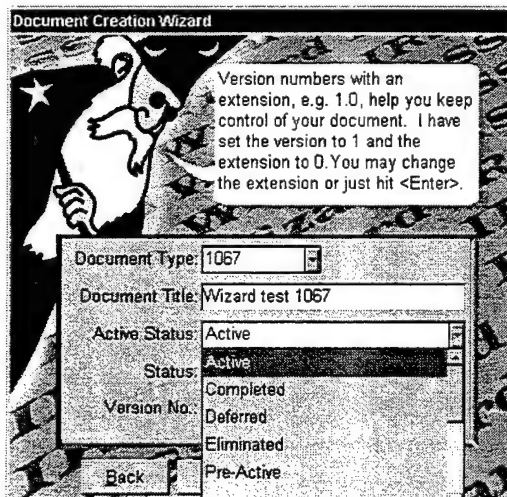 Document Creation Wizard
Version numbers with an
extension, e.g. 1.0, help you keep
control of your document. I have
set the version to 1 and the
extension to 0.You may change
the extension or just hit <Enter>.
Document Type: 1067
Document Title: Wizard test 1067
Active Status: Active
Status: Active
Completed
Version No.:
Deferred
Eliminated
Back
Pre-Active